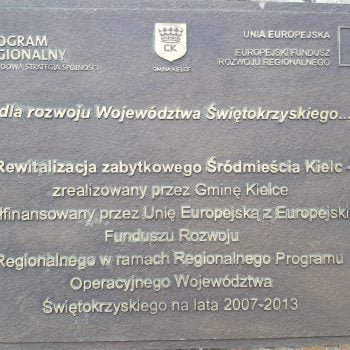 OGRAM
GIONALNY
DOWA STRATEGIA SPÓJNOŚCI
CK
GMINA KIELCE
UNIA EUROPEJSKA
EUROPEJSKI FUNDUSZ
ROZWOJU REGIONALNEGO
dla rozwoju Województwa Świętokrzyskiego...
Rewitalizacja zabytkowego Śródmieścia Kielc -
zrealizowany przez Gminę Kielce
łfinansowany przez Unię Europejską z Europejski
Funduszu Rozwoju
Regionalnego w ramach Regionalnego Programu
Operacyjnego Województwa
Świętokrzyskiego na lata 2007-2013